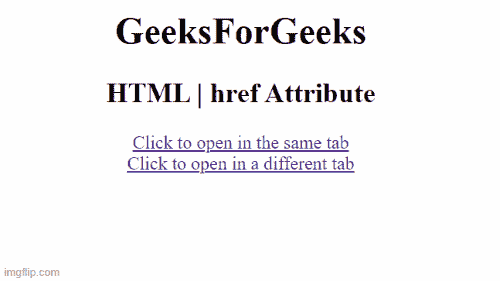 GeeksForGeeks
HTML | href Attribute
Click to open in the same tab
Click to open in a different tab
imgflip.com